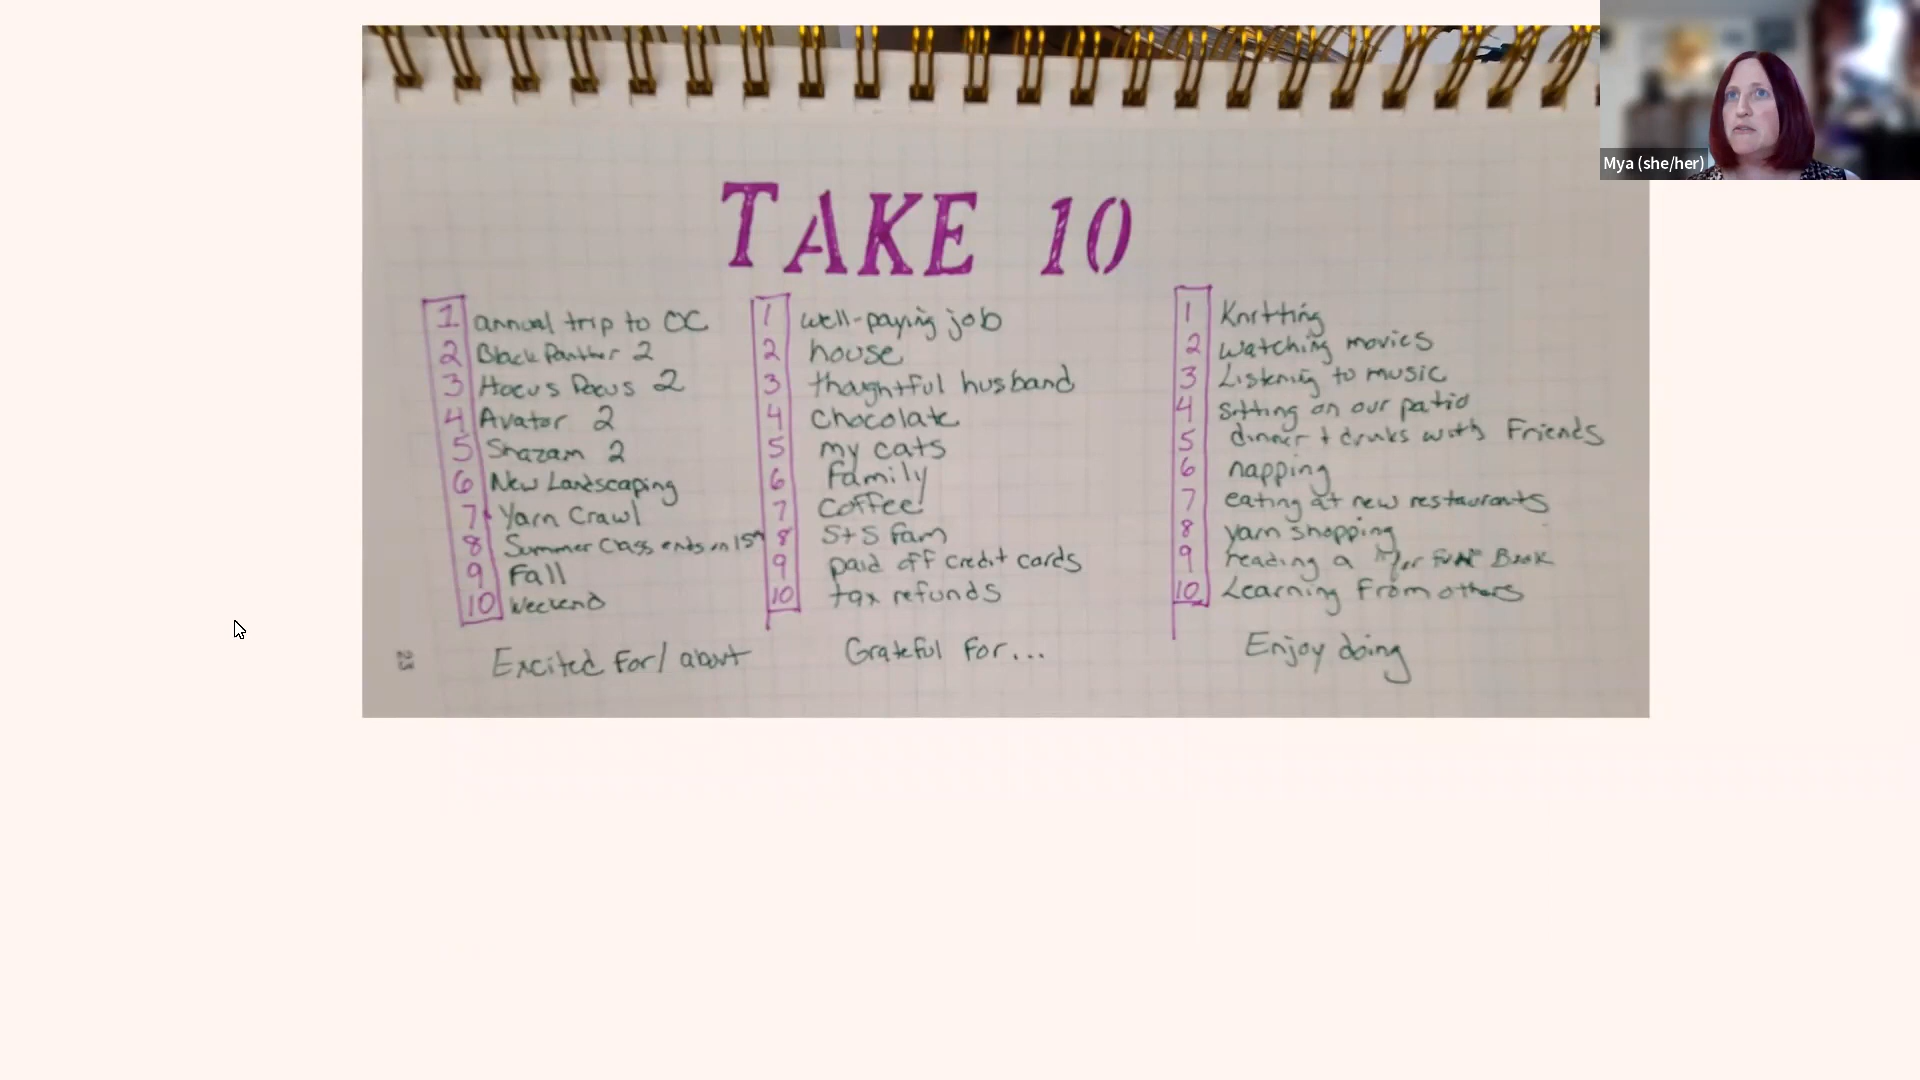 Mya (she/her)
TAKE 10
1 annual trip to OC
2 Black Panther 2
3 Hocus Pocus 2
4 Avator 2
5 Shazam 2
6 New Landscaping
7 Yarn Crawl
8 Summer Class ends on 15th
9 Fall
10 Weekend
Excited For/ about
1 well-paying job
2 house
3 thoughtful husband
4 Chocolate
5 my cats
6 Family
7 Coffee!
8 S+S Fam
9 paid off credit cards
10 tax refunds
Grateful For...
1 Knitting
2 watching movies
3 Listening to music
4 sitting on our patio
5 dinner + drinks with Friends
6 napping
7 eating at new restaurants
8 yarn shopping
9 reading a "for fun" Book
10 Learning From others
Enjoy doing
23